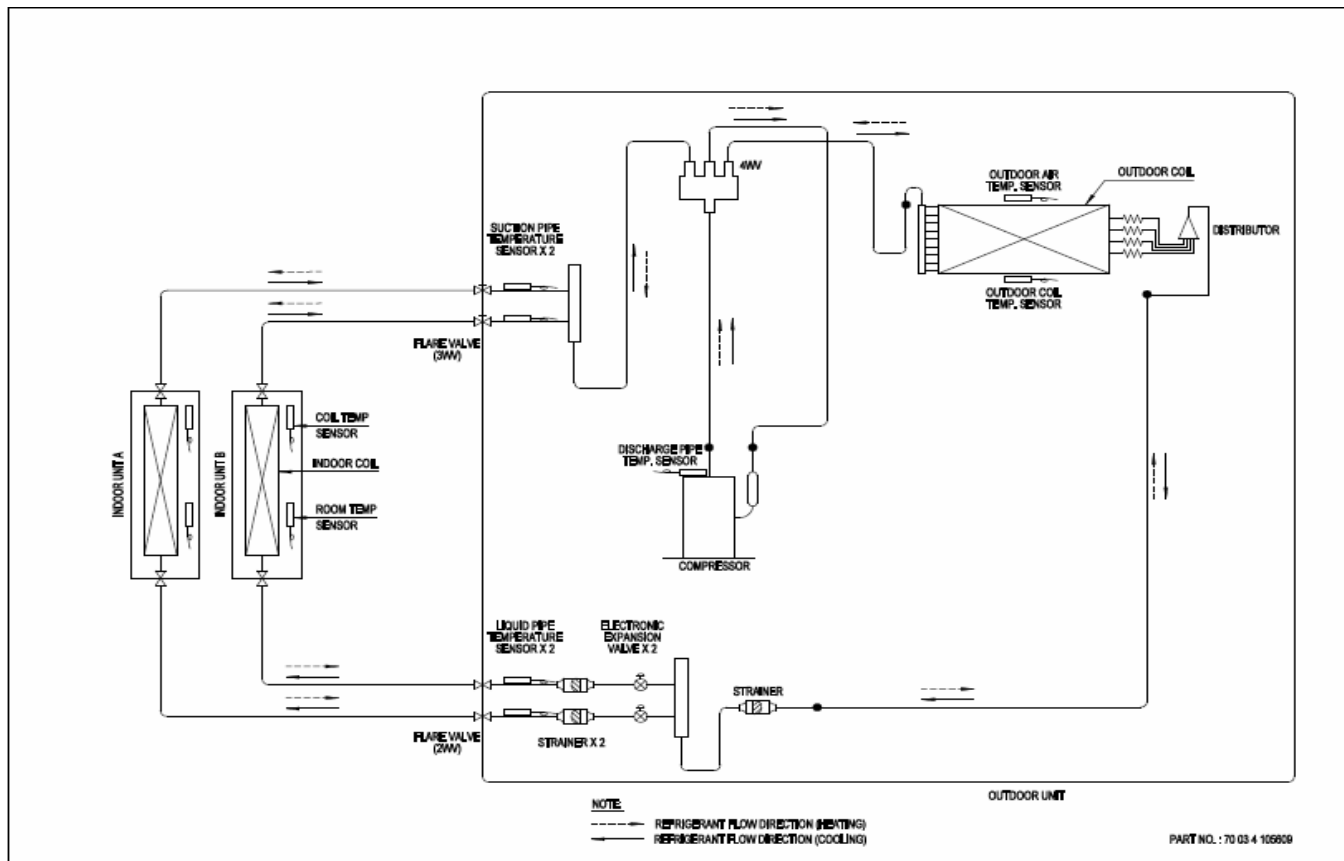 4WV
OUTDOOR AIR
TEMP. SENSOR
OUTDOOR COIL
DISTRIBUTOR
OUTDOOR COIL
TEMP. SENSOR
SUCTION PIPE
TEMPERATURE
SENSOR X 2
FLARE VALVE
(3WV)
INDOOR UNIT A
INDOOR UNIT B
COIL TEMP
SENSOR
INDOOR COIL
ROOM TEMP
SENSOR
DISCHARGE PIPE
TEMP. SENSOR
COMPRESSOR
LIQUID PIPE
TEMPERATURE
SENSOR X 2
ELECTRONIC
EXPANSION
VALVE X 2
STRAINER
FLARE VALVE
(2WV)
STRAINER X 2
OUTDOOR UNIT
NOTE:
REFRIGERANT FLOW DIRECTION (HEATING)
REFRIGERANT FLOW DIRECTION (COOLING)
PART NO. : 70 03 4 105609